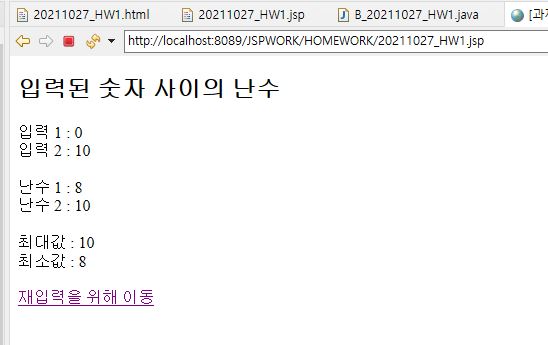 20211027_HW1.html
20211027_HW1.jsp
B_20211027_HW1.java
[과제
http://localhost:8089/JSPWORK/HOMEWORK/20211027_HW1.jsp
입력된 숫자 사이의 난수
입력 1 : 0
입력 2 : 10
난수 1 : 8
난수 2 : 10
최대값 : 10
최소값 : 8
재입력을 위해 이동